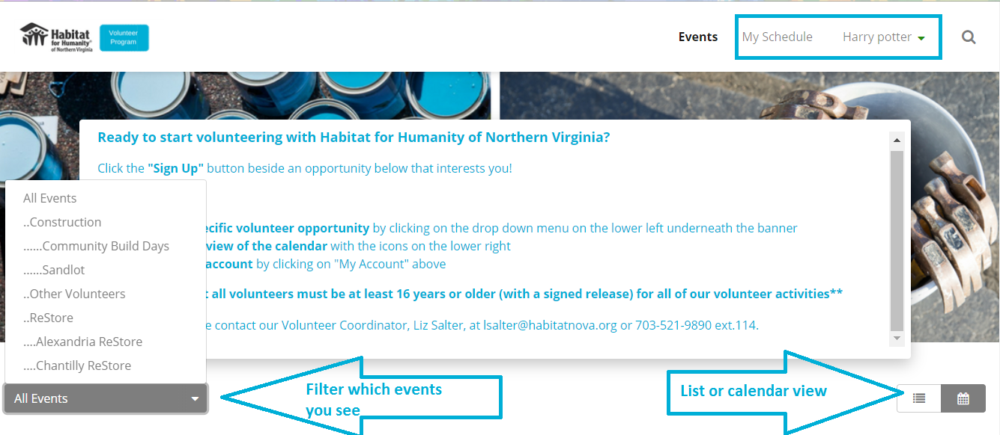 Habitat
for Humanity®
of Northern Virginia
Volunteer
Program
Events
My Schedule
Harry potter
Ready to start volunteering with Habitat for Humanity of Northern Virginia?
Click the "Sign Up" button beside an opportunity below that interests you!
ecific volunteer opportunity by clicking on the drop down menu on the lower left underneath the banner
view of the calendar with the icons on the lower right
account by clicking on "My Account" above
t all volunteers must be at least 16 years or older (with a signed release) for all of our volunteer activities**
e contact our Volunteer Coordinator, Liz Salter, at lsalter@habitatnova.org or 703-521-9890 ext.114.
All Events
..Construction
......Community Build Days
......Sandlot
..Other Volunteers
..ReStore
....Alexandria ReStore
....Chantilly ReStore
All Events
Filter which events
you see
List or calendar view